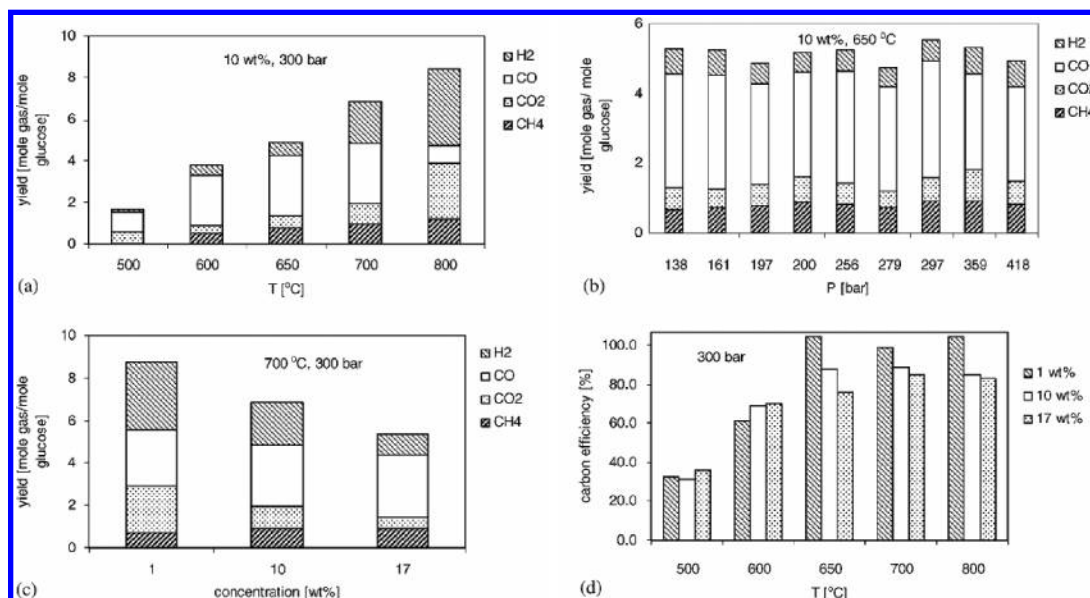 10
8
6
4
2
0
yield [mole gas/mole
glucose]
10 wt%, 300 bar
500 600 650 700 800
T [°C]
H2
CO
CO2
CH4
(a)
6
4
2
0
yield [mole gas/ mole
glucose]
10 wt%, 650 °C
138 161 197 200 256 279 297 359 418
P [bar]
H2
CO
CO2
CH4
(b)
10
8
6
4
2
0
yield [mole gas/mole
glucose]
700 °C, 300 bar
1 10 17
concentration [wt%]
H2
CO
CO2
CH4
(c)
100.0
80.0
60.0
40.0
20.0
0.0
carbon efficiency [%]
300 bar
500 600 650 700 800
T [°C]
1 wt%
10 wt%
17 wt%
(d)